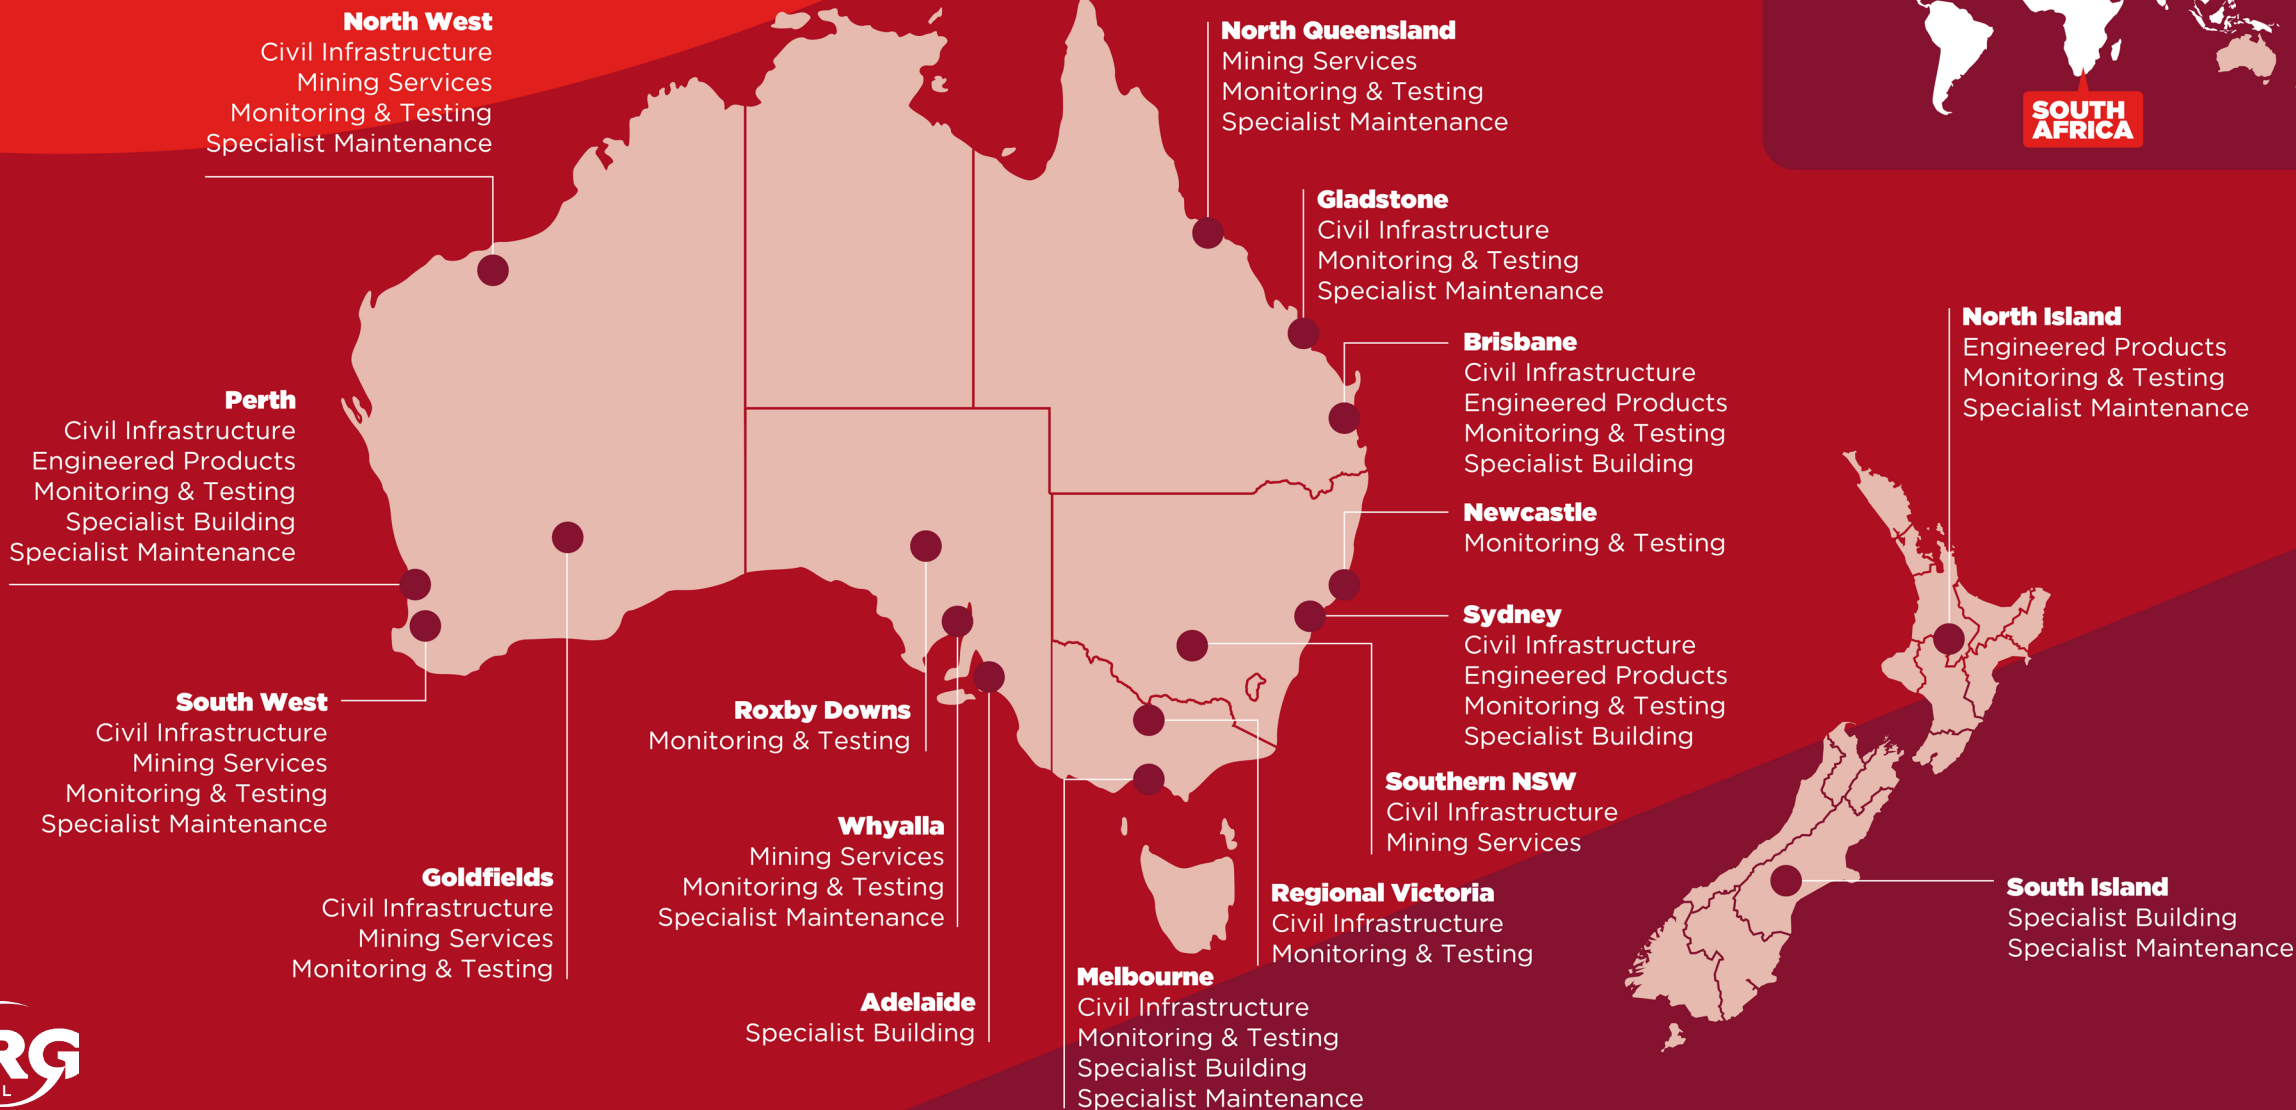 North West
Civil Infrastructure
Mining Services
Monitoring & Testing
Specialist Maintenance
North Queensland
Mining Services
Monitoring & Testing
Specialist Maintenance
SOUTH
AFRICA
Gladstone
Civil Infrastructure
Monitoring & Testing
Specialist Maintenance
North Island
Engineered Products
Monitoring & Testing
Specialist Maintenance
Brisbane
Civil Infrastructure
Engineered Products
Monitoring & Testing
Specialist Building
Perth
Civil Infrastructure
Engineered Products
Monitoring & Testing
Specialist Building
Specialist Maintenance
Newcastle
Monitoring & Testing
Sydney
Civil Infrastructure
Engineered Products
Monitoring & Testing
Specialist Building
South West
Civil Infrastructure
Mining Services
Monitoring & Testing
Specialist Maintenance
Roxby Downs
Monitoring & Testing
Southern NSW
Civil Infrastructure
Mining Services
Whyalla
Mining Services
Monitoring & Testing
Specialist Maintenance
Goldfields
Civil Infrastructure
Mining Services
Monitoring & Testing
Regional Victoria
Civil Infrastructure
Monitoring & Testing
South Island
Specialist Building
Specialist Maintenance
Adelaide
Specialist Building
Melbourne
Civil Infrastructure
Monitoring & Testing
Specialist Building
Specialist Maintenance